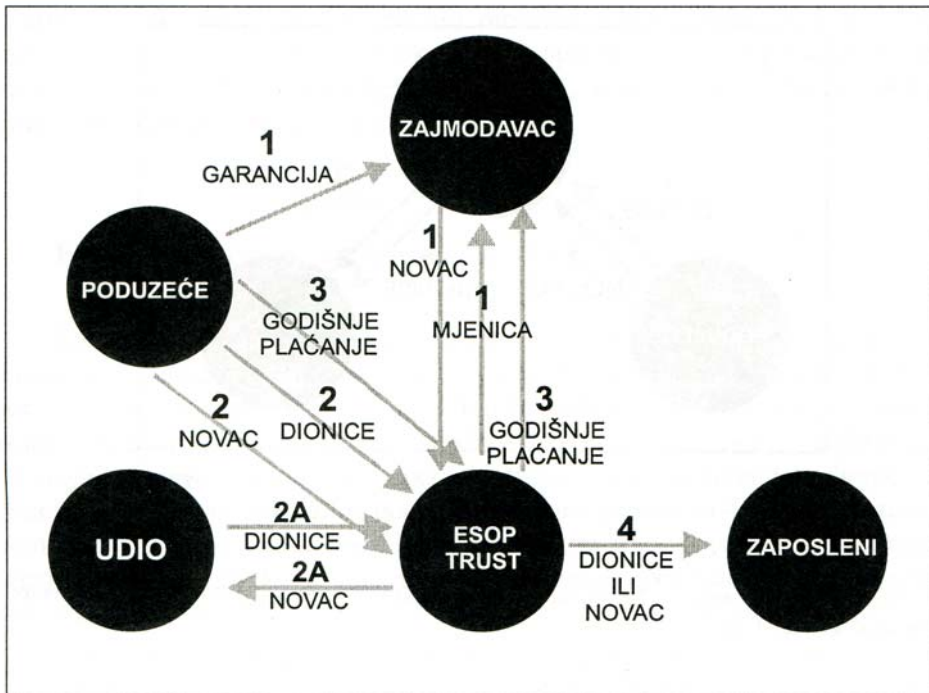 ZAJMODAVAC
1
GARANCIJA
PODUZEĆE
1
NOVAC
1
MJENICA
3
GODIŠNJE
PLAĆANJE
2
NOVAC
2
DIONICE
3
GODIŠNJE
PLAĆANJE
UDIO
2A
DIONICE
2A
NOVAC
ESOP
TRUST
4
DIONICE
ILI
NOVAC
ZAPOSLENI